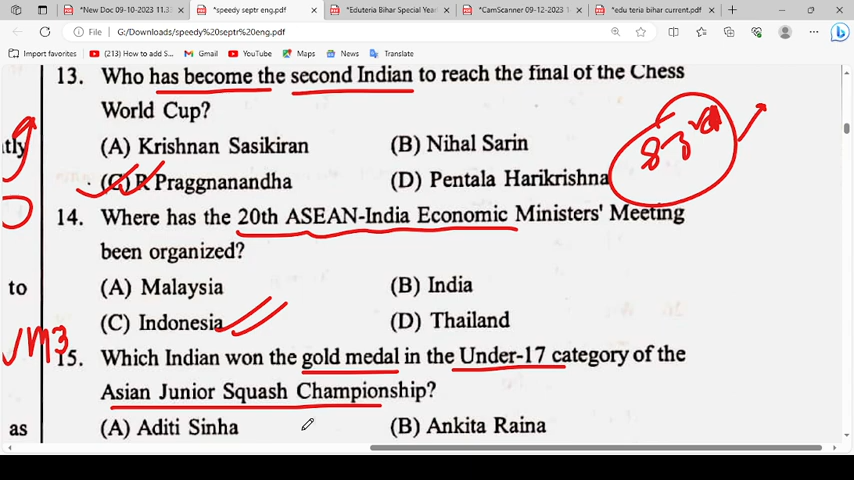 *New Doc 09-10-2023 11.3
*speedy septr eng.pdf
*Eduteria Bihar Special Year
*CamScanner 09-12-2023 1
*edu teria bihar current.pdf
File
G:/Downloads/speedy%20septr%20eng.pdf
Import favorites
(213) How to add S...
Gmail
YouTube
Maps
News
Translate
13. Who has become the second Indian to reach the final of the Chess
World Cup?
(A) Krishnan Sasikiran
(B) Nihal Sarin
(C) R Praggnanandha
(D) Pentala Harikrishna
83rd
tly
14. Where has the 20th ASEAN-India Economic Ministers' Meeting
been organized?
to
(A) Malaysia
(B) India
(C) Indonesia
(D) Thailand
15. Which Indian won the gold medal in the Under-17 category of the
Asian Junior Squash Championship?
as
(A) Aditi Sinha
(B) Ankita Raina